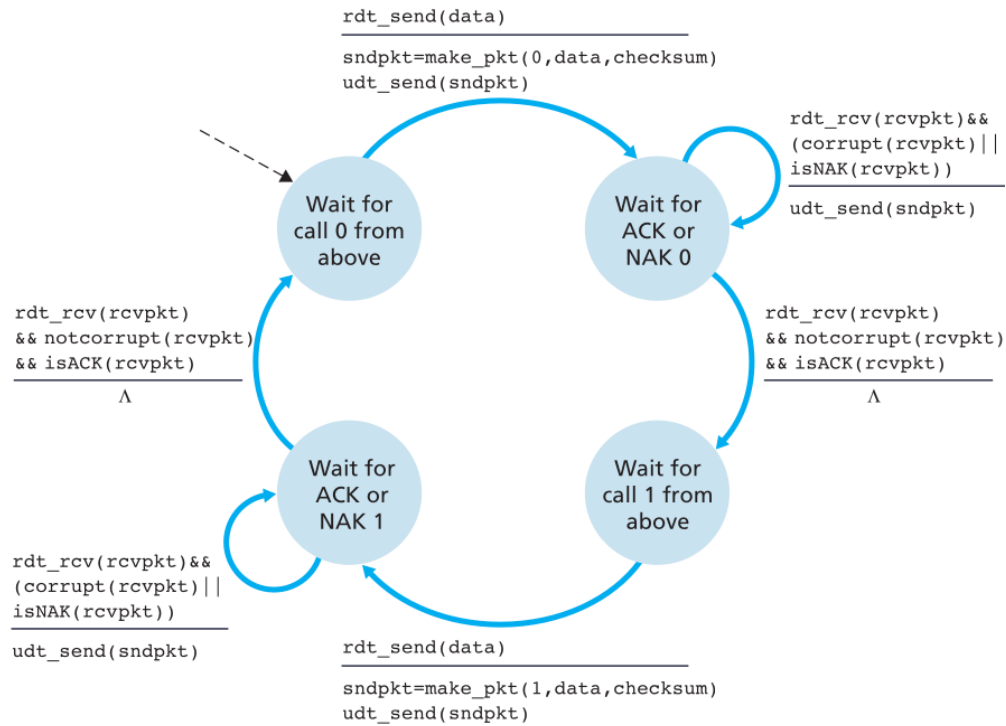 rdt_send(data)
sndpkt=make_pkt(0,data,checksum)
udt_send(sndpkt)
rdt_rcv(rcvpkt)&&
(corrupt(rcvpkt)||
isNAK(rcvpkt))
udt_send(sndpkt)
Wait for
call 0 from
above
Wait for
ACK or
NAK 0
rdt_rcv(rcvpkt)
&& notcorrupt(rcvpkt)
&& isACK(rcvpkt)
Λ
rdt_rcv(rcvpkt)
&& notcorrupt(rcvpkt)
&& isACK(rcvpkt)
Λ
Wait for
ACK or
NAK 1
Wait for
call 1 from
above
rdt_rcv(rcvpkt)&&
(corrupt(rcvpkt)||
isNAK(rcvpkt))
udt_send(sndpkt)
rdt_send(data)
sndpkt=make_pkt(1,data,checksum)
udt_send(sndpkt)